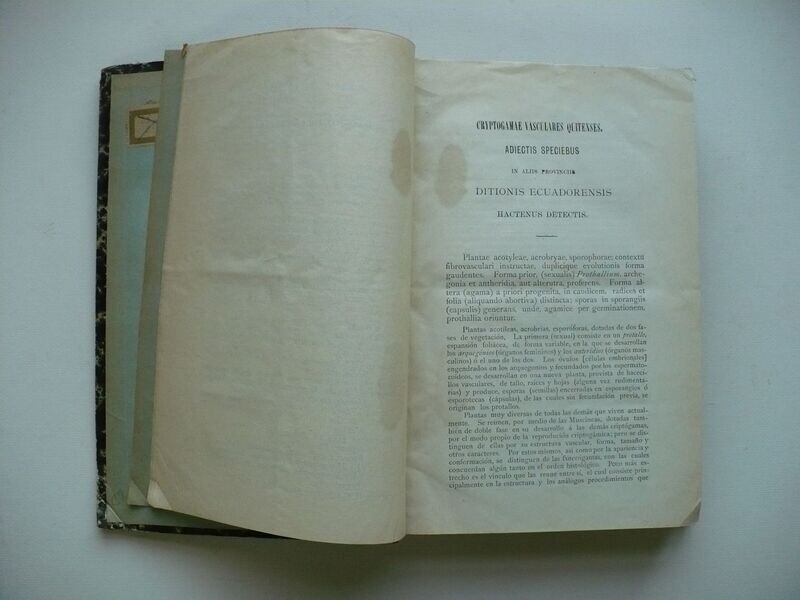 CRYPTOGAMAE VASCULARES QUITENSES,
ADIECTIS SPECIEBUS
IN ALIIS PROVINCIIS
DITIONIS ECUADORENSIS
HACTENUS DETECTIS.
Plantae acotyleae, acrobryae, sporophorae; contextu
fibrovasculari instructae, duplicique evolutionis forma
gaudentes. Forma prior, (sexualis) Prothallium, arche-
gonia et antheridia, aut alterutra, proferens. Forma al-
tera (agama) a priori progenita, in caudicem, radices et
folia (aliquando abortiva) distincta; sporas in sporangiis
(capsulis) generans, unde, agamice per germinationem,
prothallia oriuntur.
Plantas acotileas, acrobrias, esporíforas, dotadas de dos fa-
ses de vegetación. La primera (sexual) consiste en un protallo,
expansión foliácea, de forma variable, en la que se desarrollan
los arquegonios (órganos femininos) y los anteridios (órganos mas-
culinos) ó el uno de los dos. Los óvulos [células embrionales]
engendrados en los arquegonios y fecundados por los espermato-
zoídeos, se desarrollan en una nueva planta, provista de haceci-
llos vasculares, de tallo, raíces y hojas (alguna vez rudimenta-
rias) y produce, esporas (semillas) encerradas en esporangios ó
esporotecas (cápsulas), de las cuales sin fecundación previa, se
originan los protallos.
Plantas muy diversas de todas las demás que viven actual-
mente. Se reúnen, por medio de las Muscíneas, dotadas tam-
bién de doble fase en su desarrollo á las demás criptógamas,
por el modo propio de la reproducción criptogámica; pero se dis-
tinguen de ellas por su estructura vascular, forma, tamaño y
otros caracteres. Por estos mismos, así como por la apariencia y
conformación, se distinguen de las fanerógamas, con las cuales
concuerdan algún tanto en el orden histológico. Pero más es-
trecho es el vínculo que las reune entre sí, el cual consiste prin-
cipalmente en la estructura y los análogos procedimientos que